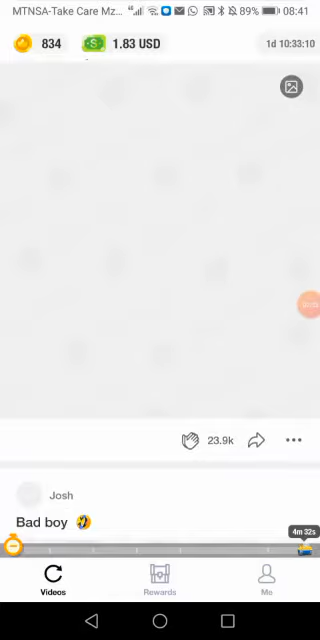 MTNSA-Take Care Mz... 89% 08:41
834 1.83 USD 1d 10:33:10
23.9k
Josh
Bad boy 🤣
4m 32s
Videos Rewards Me